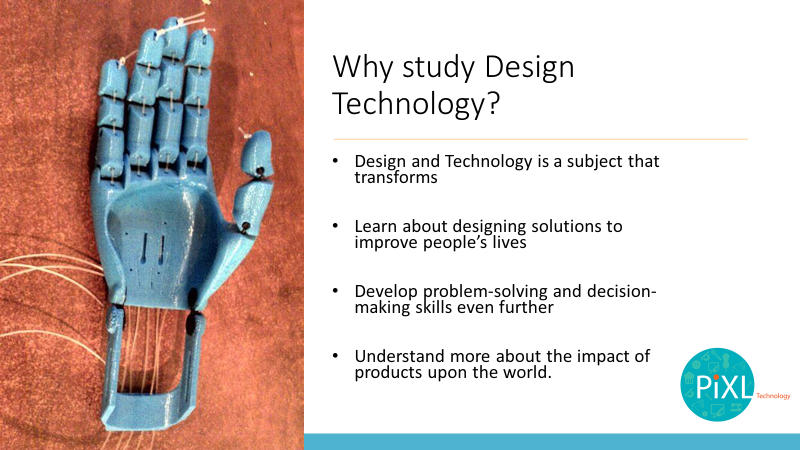 Why study Design
Technology?
• Design and Technology is a subject that
transforms
• Learn about designing solutions to
improve people’s lives
• Develop problem-solving and decision-
making skills even further
• Understand more about the impact of
products upon the world.
PiXL
Technology